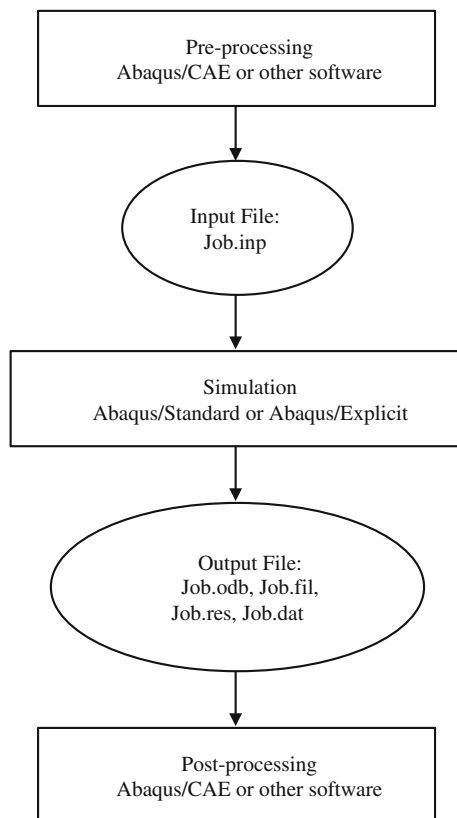 Pre-processing
Abaqus/CAE or other software
Input File:
Job.inp
Simulation
Abaqus/Standard or Abaqus/Explicit
Output File:
Job.odb, Job.fil,
Job.res, Job.dat
Post-processing
Abaqus/CAE or other software